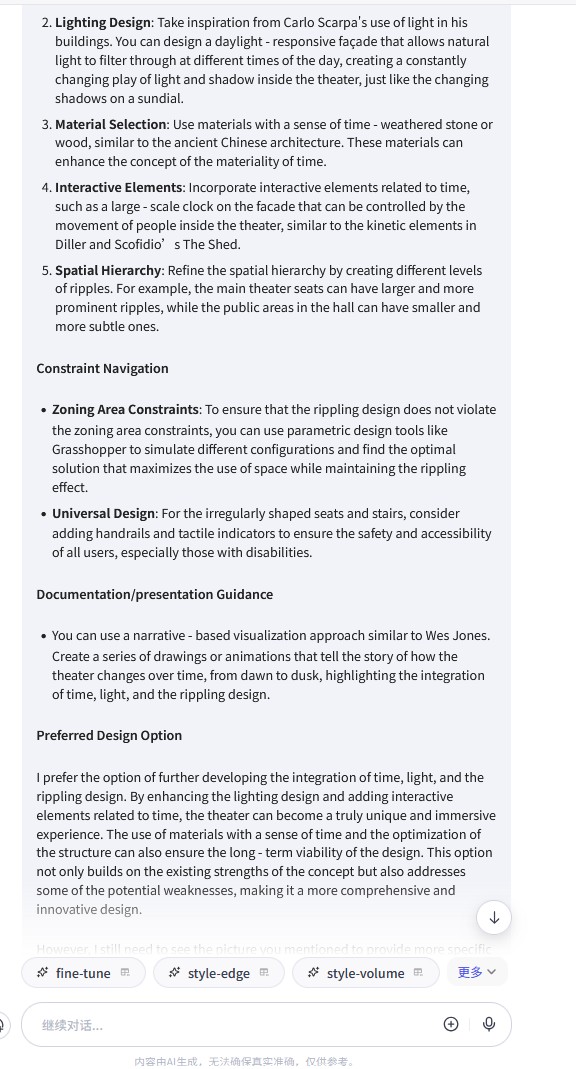 2. Lighting Design: Take inspiration from Carlo Scarpa's use of light in his
buildings. You can design a daylight - responsive façade that allows natural
light to filter through at different times of the day, creating a constantly
changing play of light and shadow inside the theater, just like the changing
shadows on a sundial.
3. Material Selection: Use materials with a sense of time - weathered stone or
wood, similar to the ancient Chinese architecture. These materials can
enhance the concept of the materiality of time.
4. Interactive Elements: Incorporate interactive elements related to time,
such as a large - scale clock on the facade that can be controlled by the
movement of people inside the theater, similar to the kinetic elements in
Diller and Scofidio’s The Shed.
5. Spatial Hierarchy: Refine the spatial hierarchy by creating different levels
of ripples. For example, the main theater seats can have larger and more
prominent ripples, while the public areas in the hall can have smaller and
more subtle ones.
Constraint Navigation
• Zoning Area Constraints: To ensure that the rippling design does not violate
the zoning area constraints, you can use parametric design tools like
Grasshopper to simulate different configurations and find the optimal
solution that maximizes the use of space while maintaining the rippling
effect.
• Universal Design: For the irregularly shaped seats and stairs, consider
adding handrails and tactile indicators to ensure the safety and accessibility
of all users, especially those with disabilities.
Documentation/presentation Guidance
• You can use a narrative - based visualization approach similar to Wes Jones.
Create a series of drawings or animations that tell the story of how the
theater changes over time, from dawn to dusk, highlighting the integration
of time, light, and the rippling design.
Preferred Design Option
I prefer the option of further developing the integration of time, light, and the
rippling design. By enhancing the lighting design and adding interactive
elements related to time, the theater can become a truly unique and immersive
experience. The use of materials with a sense of time and the optimization of
the structure can also ensure the long - term viability of the design. This option
not only builds on the existing strengths of the concept but also addresses
some of the potential weaknesses, making it a more comprehensive and
innovative design.
However, I still need to see the picture you mentioned to provide more specific
fine-tune
style-edge
style-volume
更多
继续对话...
内容由AI生成，无法确保真实准确，仅供参考。